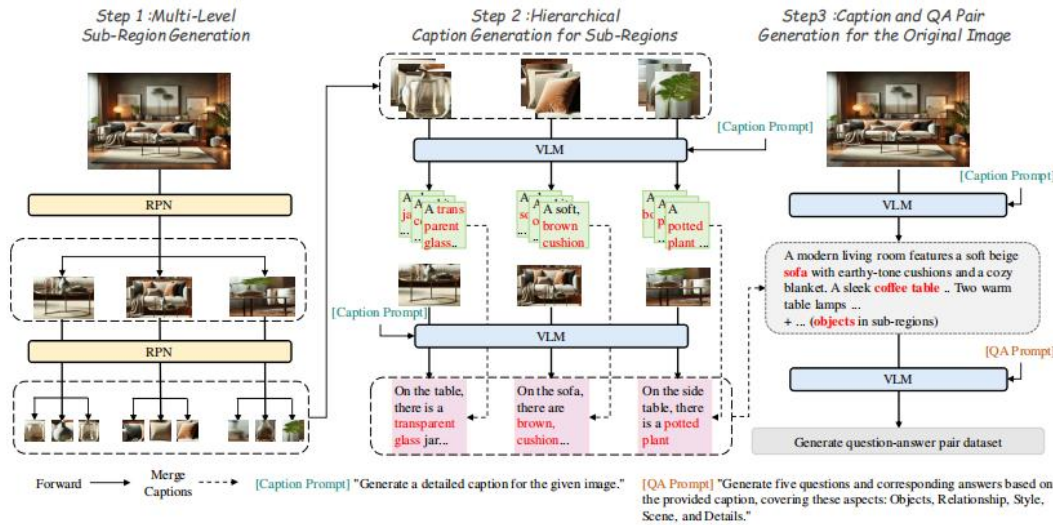 Step 1 :Multi-Level
Sub-Region Generation
RPN
RPN
Step 2 :Hierarchical
Caption Generation for Sub-Regions
[Caption Prompt]
VLM
A trans
parent
glass..
A soft,
brown
cushion
A
potted
plant ...
[Caption Prompt]
VLM
On the table,
there is a
transparent
glass jar...
On the sofa,
there are
brown,
cushion...
On the side
table, there
is a potted
plant
Step3 :Caption and QA Pair
Generation for the Original Image
[Caption Prompt]
VLM
A modern living room features a soft beige
sofa with earthy-tone cushions and a cozy
blanket. A sleek coffee table .. Two warm
table lamps ...
+ ... (objects in sub-regions)
[QA Prompt]
VLM
Generate question-answer pair dataset
Forward
Merge
Captions
[Caption Prompt] "Generate a detailed caption for the given image."
[QA Prompt] "Generate five questions and corresponding answers based on
the provided caption, covering these aspects: Objects, Relationship, Style,
Scene, and Details."